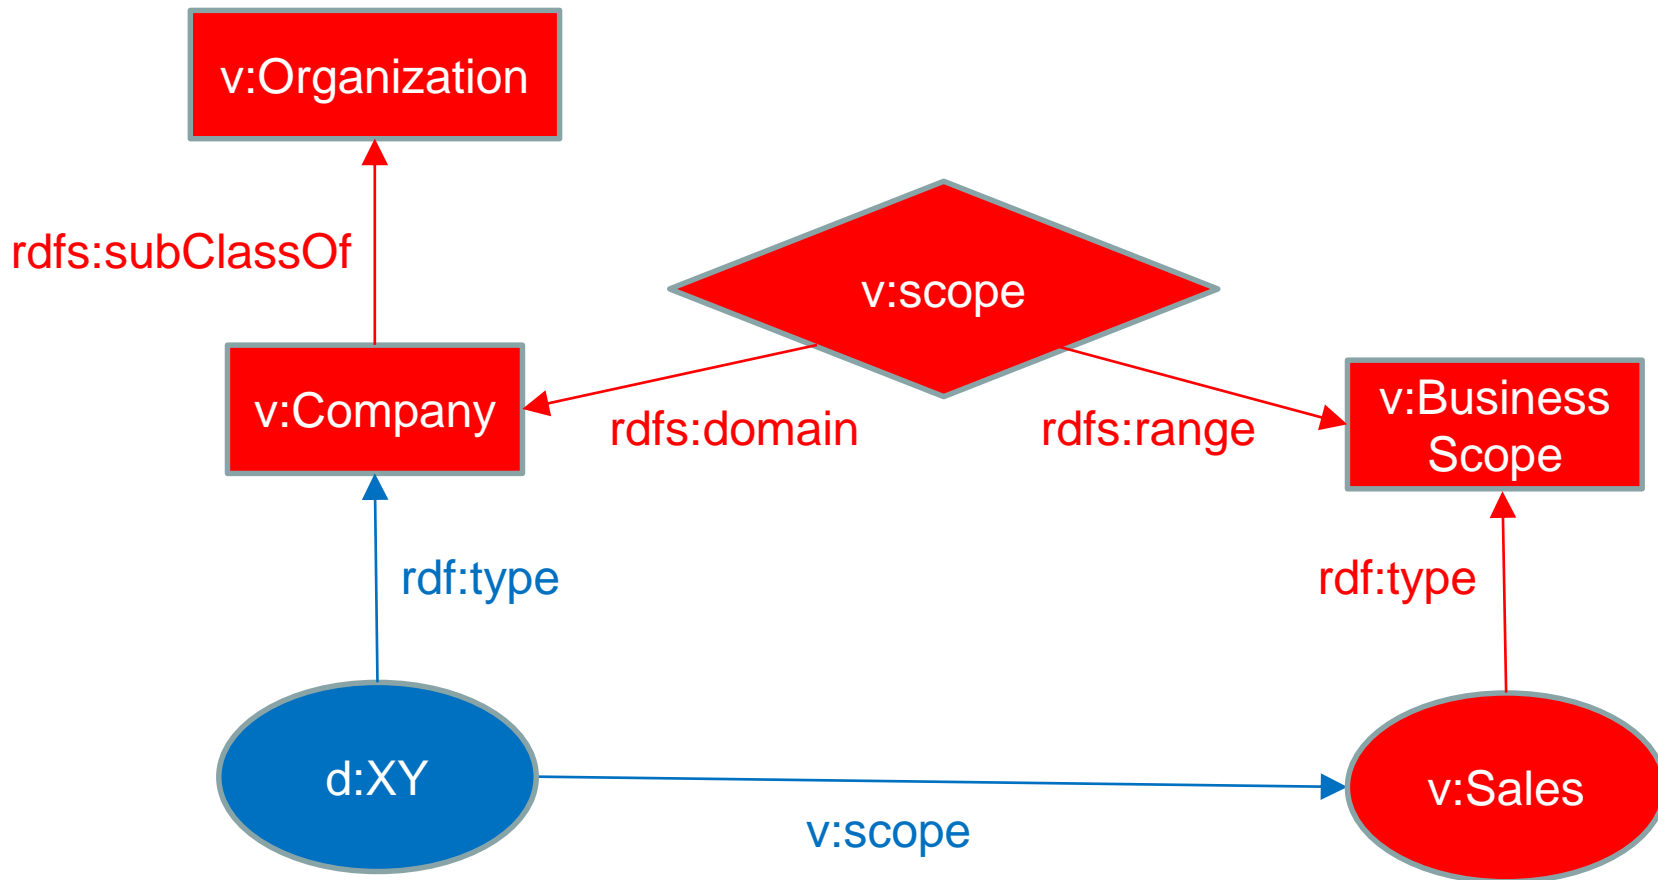 v:Organization
rdfs:subClassOf
v:scope
v:Company
rdfs:domain
rdfs:range
v:Business
Scope
rdf:type
rdf:type
d:XY
v:scope
v:Sales